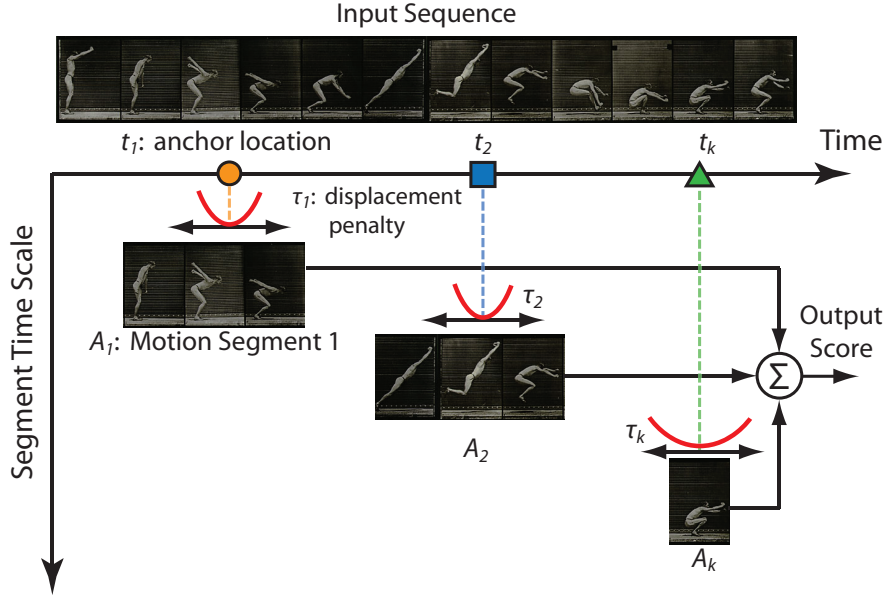 Input Sequence
t₁: anchor location
t₂
tₖ
Time
τ₁: displacement
penalty
τ₂
A₁: Motion Segment 1
Output
Score
Σ
τₖ
A₂
Aₖ
Segment Time Scale